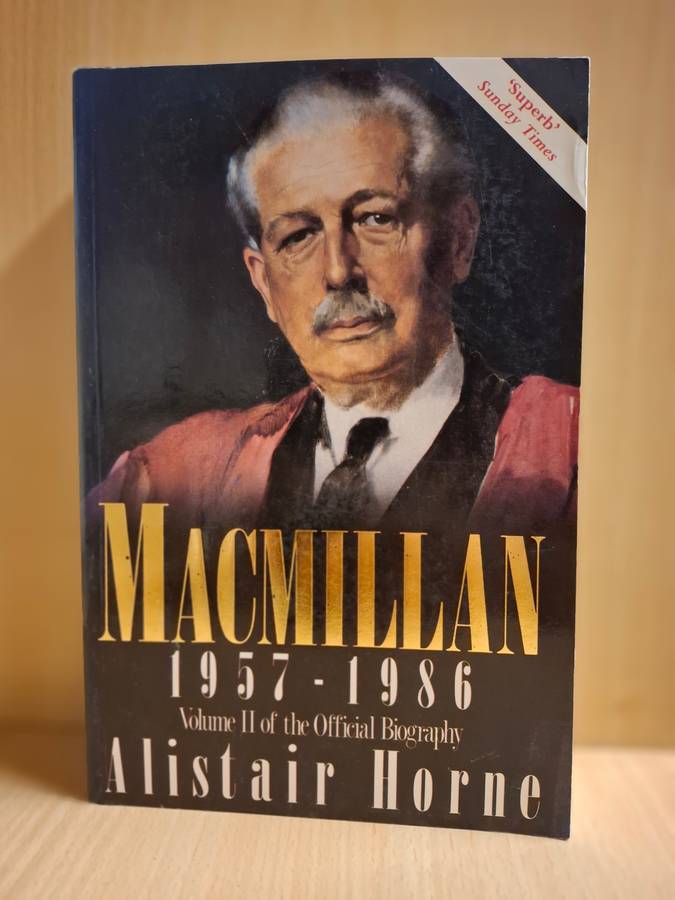 'Superb'
Sunday Times
MACMILLAN
1957-1986
Volume II of the Official Biography
Alistair Horne